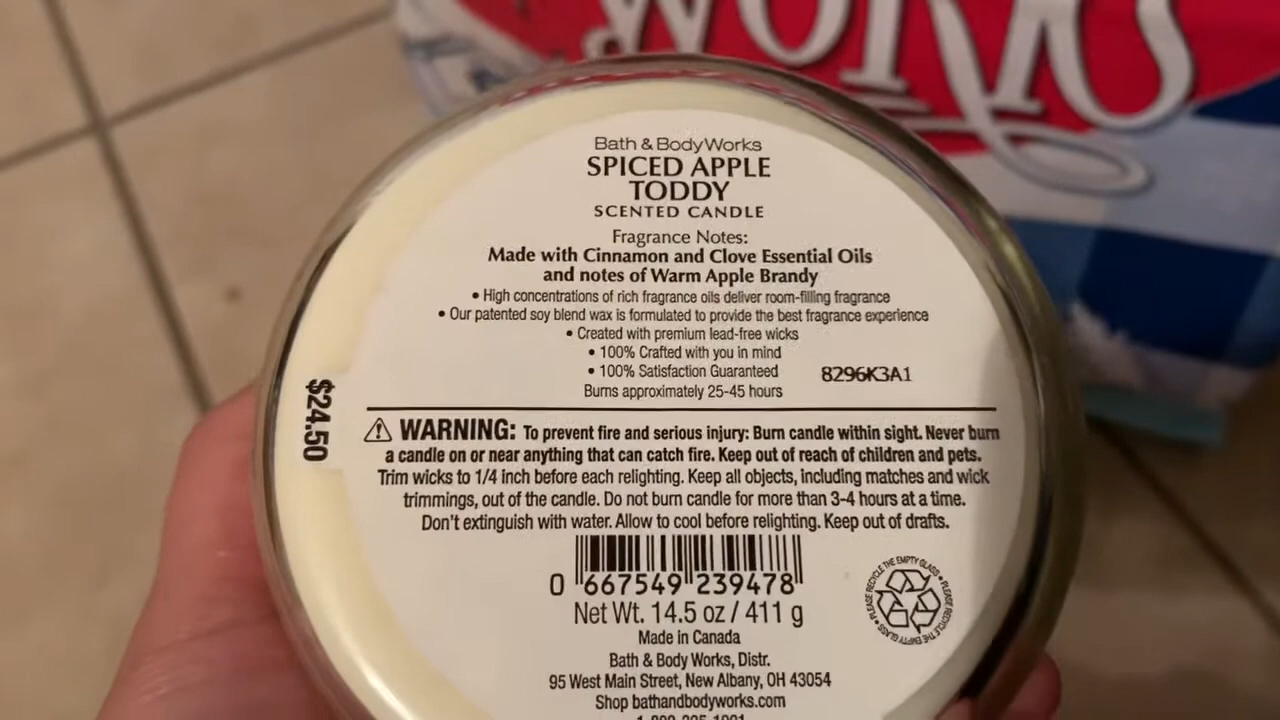 WORKS
Bath & Body Works
SPICED APPLE
TODDY
SCENTED CANDLE
Fragrance Notes:
Made with Cinnamon and Clove Essential Oils
and notes of Warm Apple Brandy
• High concentrations of rich fragrance oils deliver room-filling fragrance
• Our patented soy blend wax is formulated to provide the best fragrance experience
• Created with premium lead-free wicks
• 100% Crafted with you in mind
• 100% Satisfaction Guaranteed
8296K3A1
Burns approximately 25-45 hours
$24.50
WARNING: To prevent fire and serious injury: Burn candle within sight. Never burn
a candle on or near anything that can catch fire. Keep out of reach of children and pets.
Trim wicks to 1/4 inch before each relighting. Keep all objects, including matches and wick
trimmings, out of the candle. Do not burn candle for more than 3-4 hours at a time.
Don't extinguish with water. Allow to cool before relighting. Keep out of drafts.
0 667549 239478
PLEASE RECYCLE THE EMPTY GLASS • PLEASE RECYCLE THE EMPTY GLASS •
Net Wt. 14.5 oz / 411 g
Made in Canada
Bath & Body Works, Distr.
95 West Main Street, New Albany, OH 43054
Shop bathandbodyworks.com